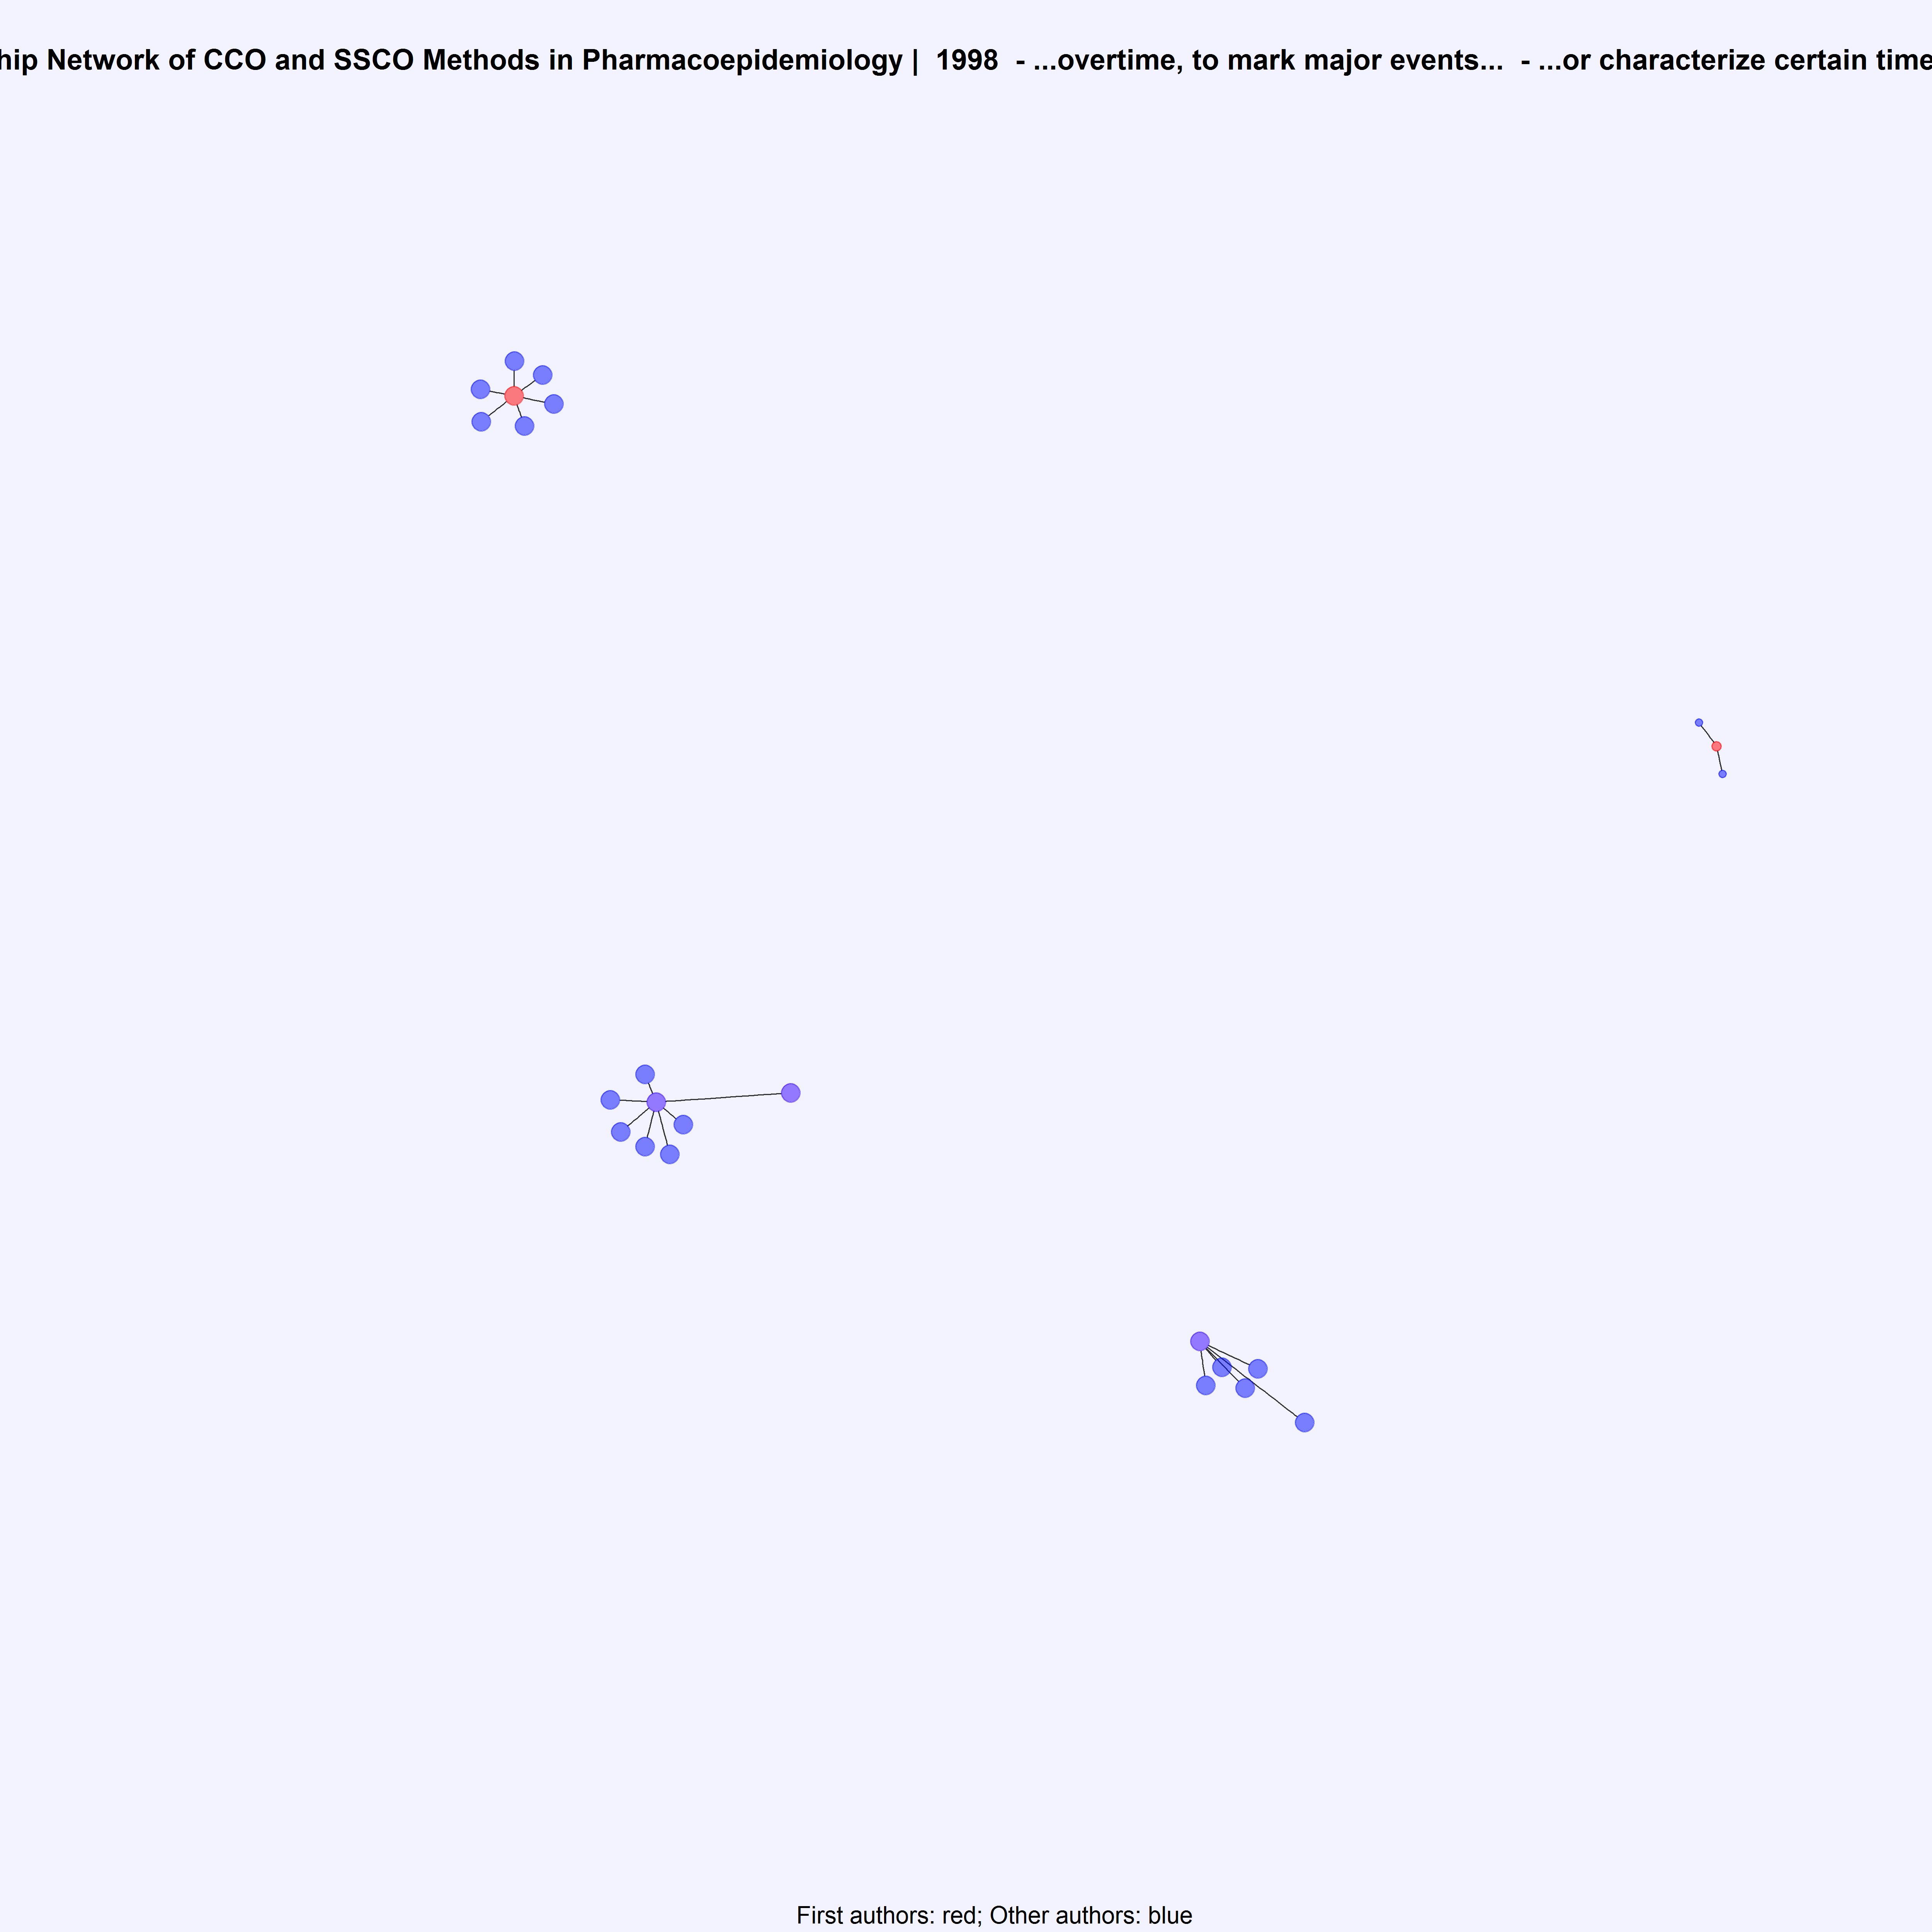 hip Network of CCO and SSCO Methods in Pharmacoepidemiology |  1998  - ...overtime, to mark major events...  - ...or characterize certain time
First authors: red; Other authors: blue